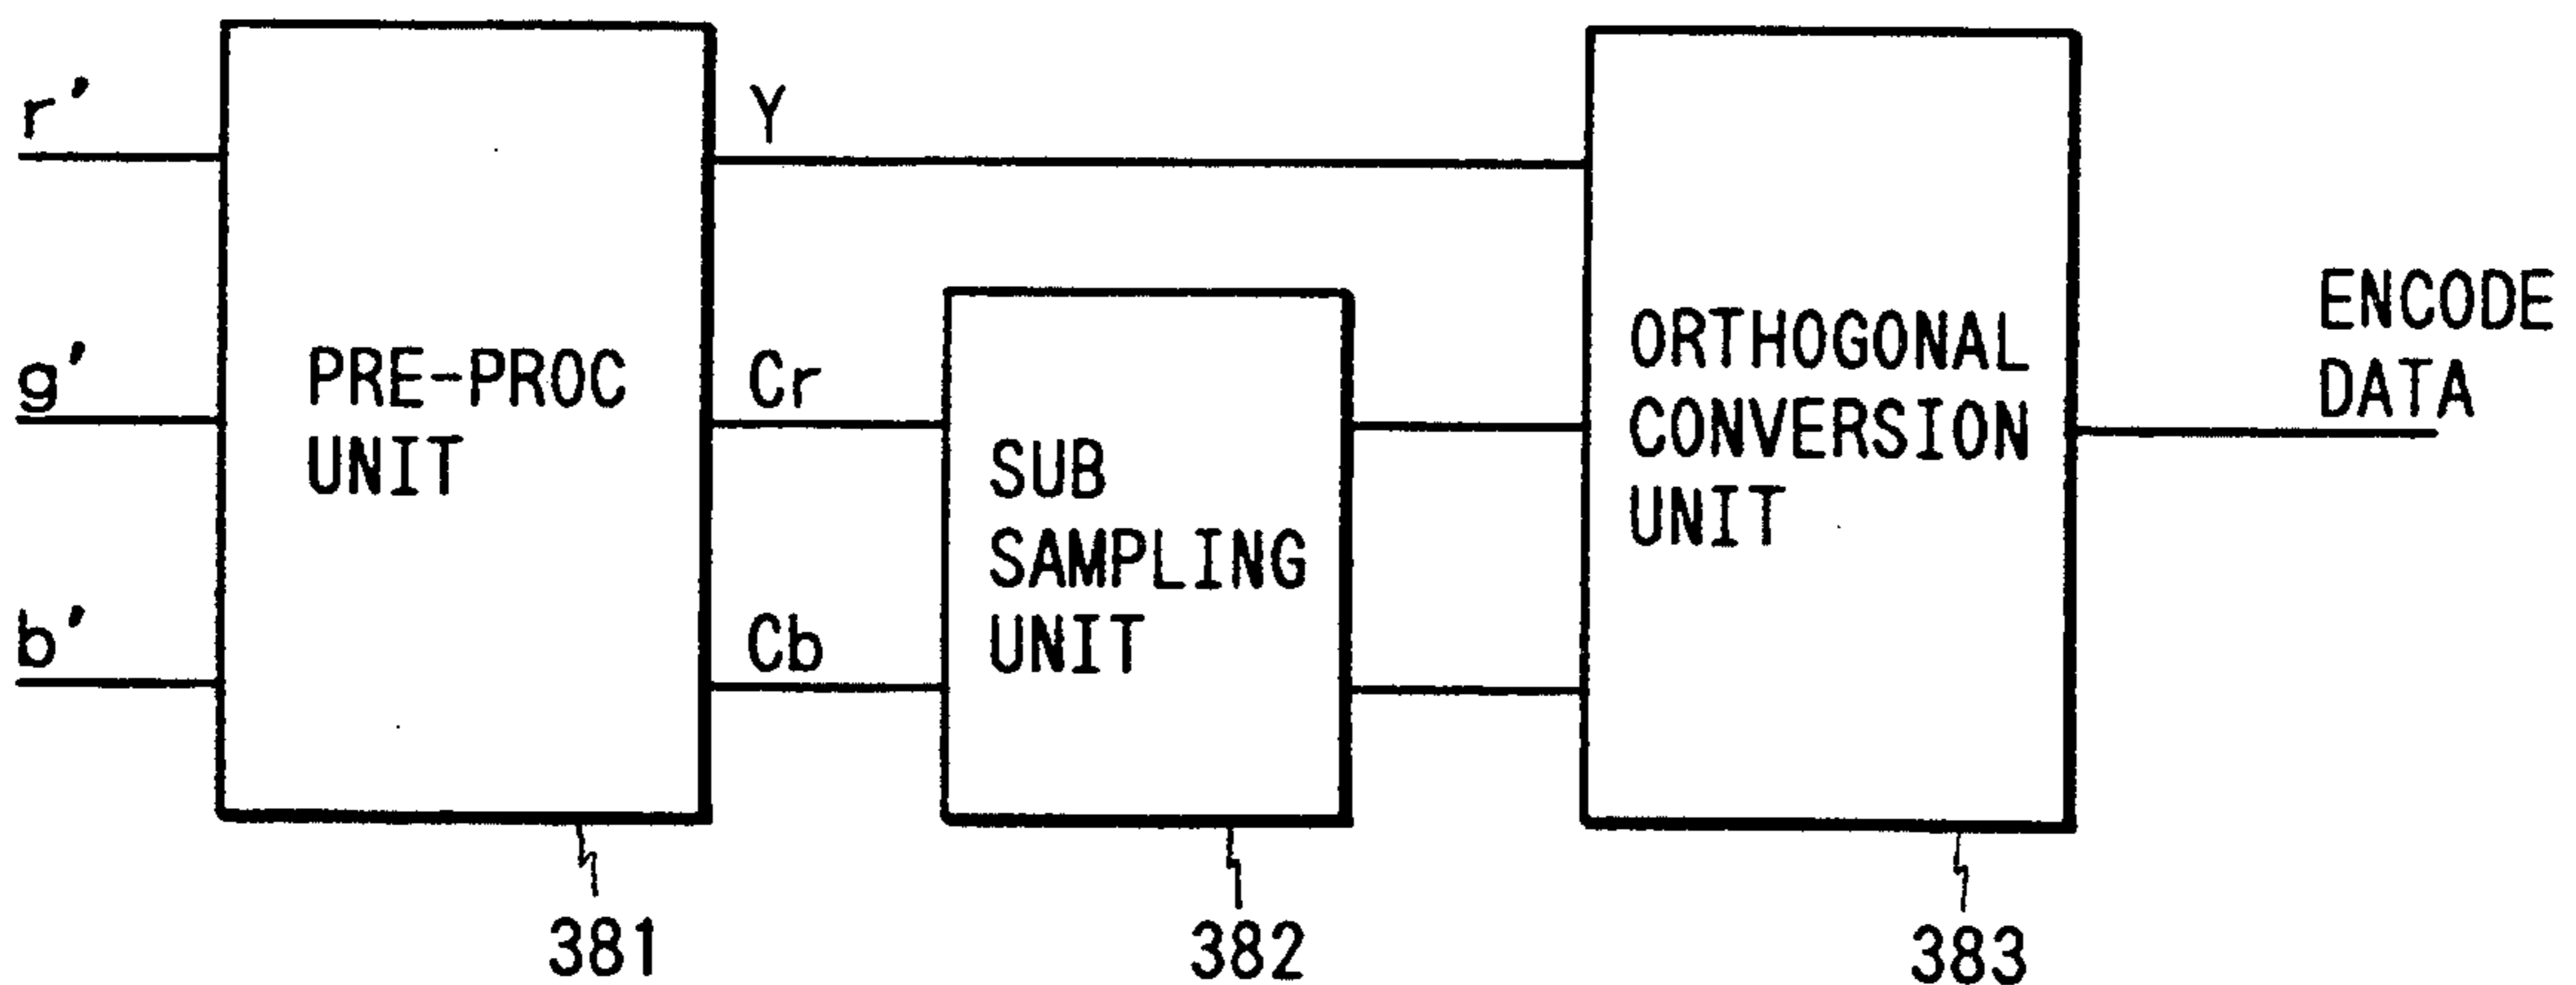 r'
g'
b'
PRE-PROC
UNIT
Y
Cr
Cb
SUB
SAMPLING
UNIT
ORTHOGONAL
CONVERSION
UNIT
ENCODE
DATA
381
382
383